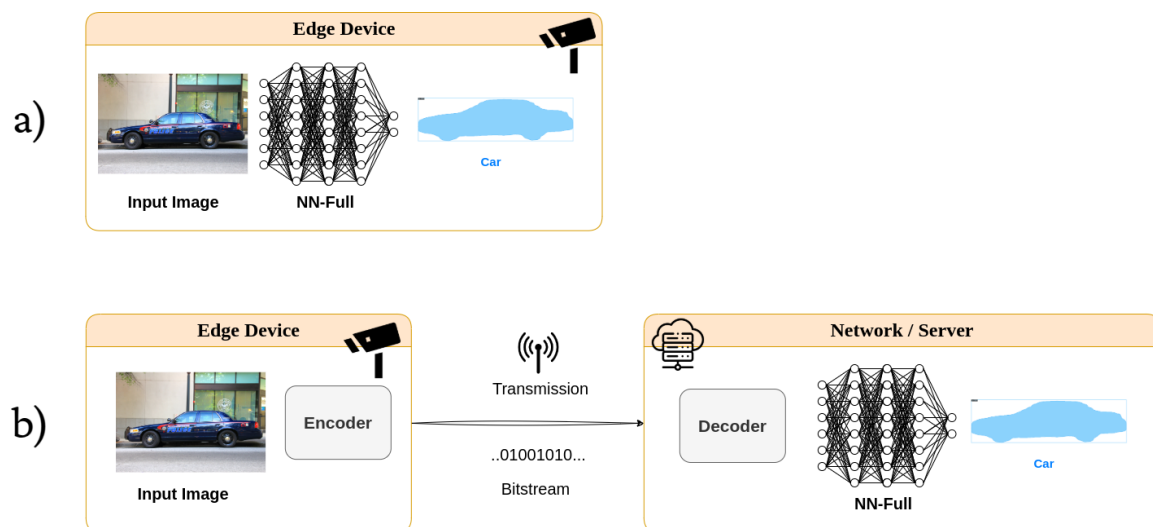 a)
Edge Device
Input Image
NN-Full
Car
b)
Edge Device
Input Image
Encoder
Transmission
..01001010...
Bitstream
Network / Server
Decoder
NN-Full
Car